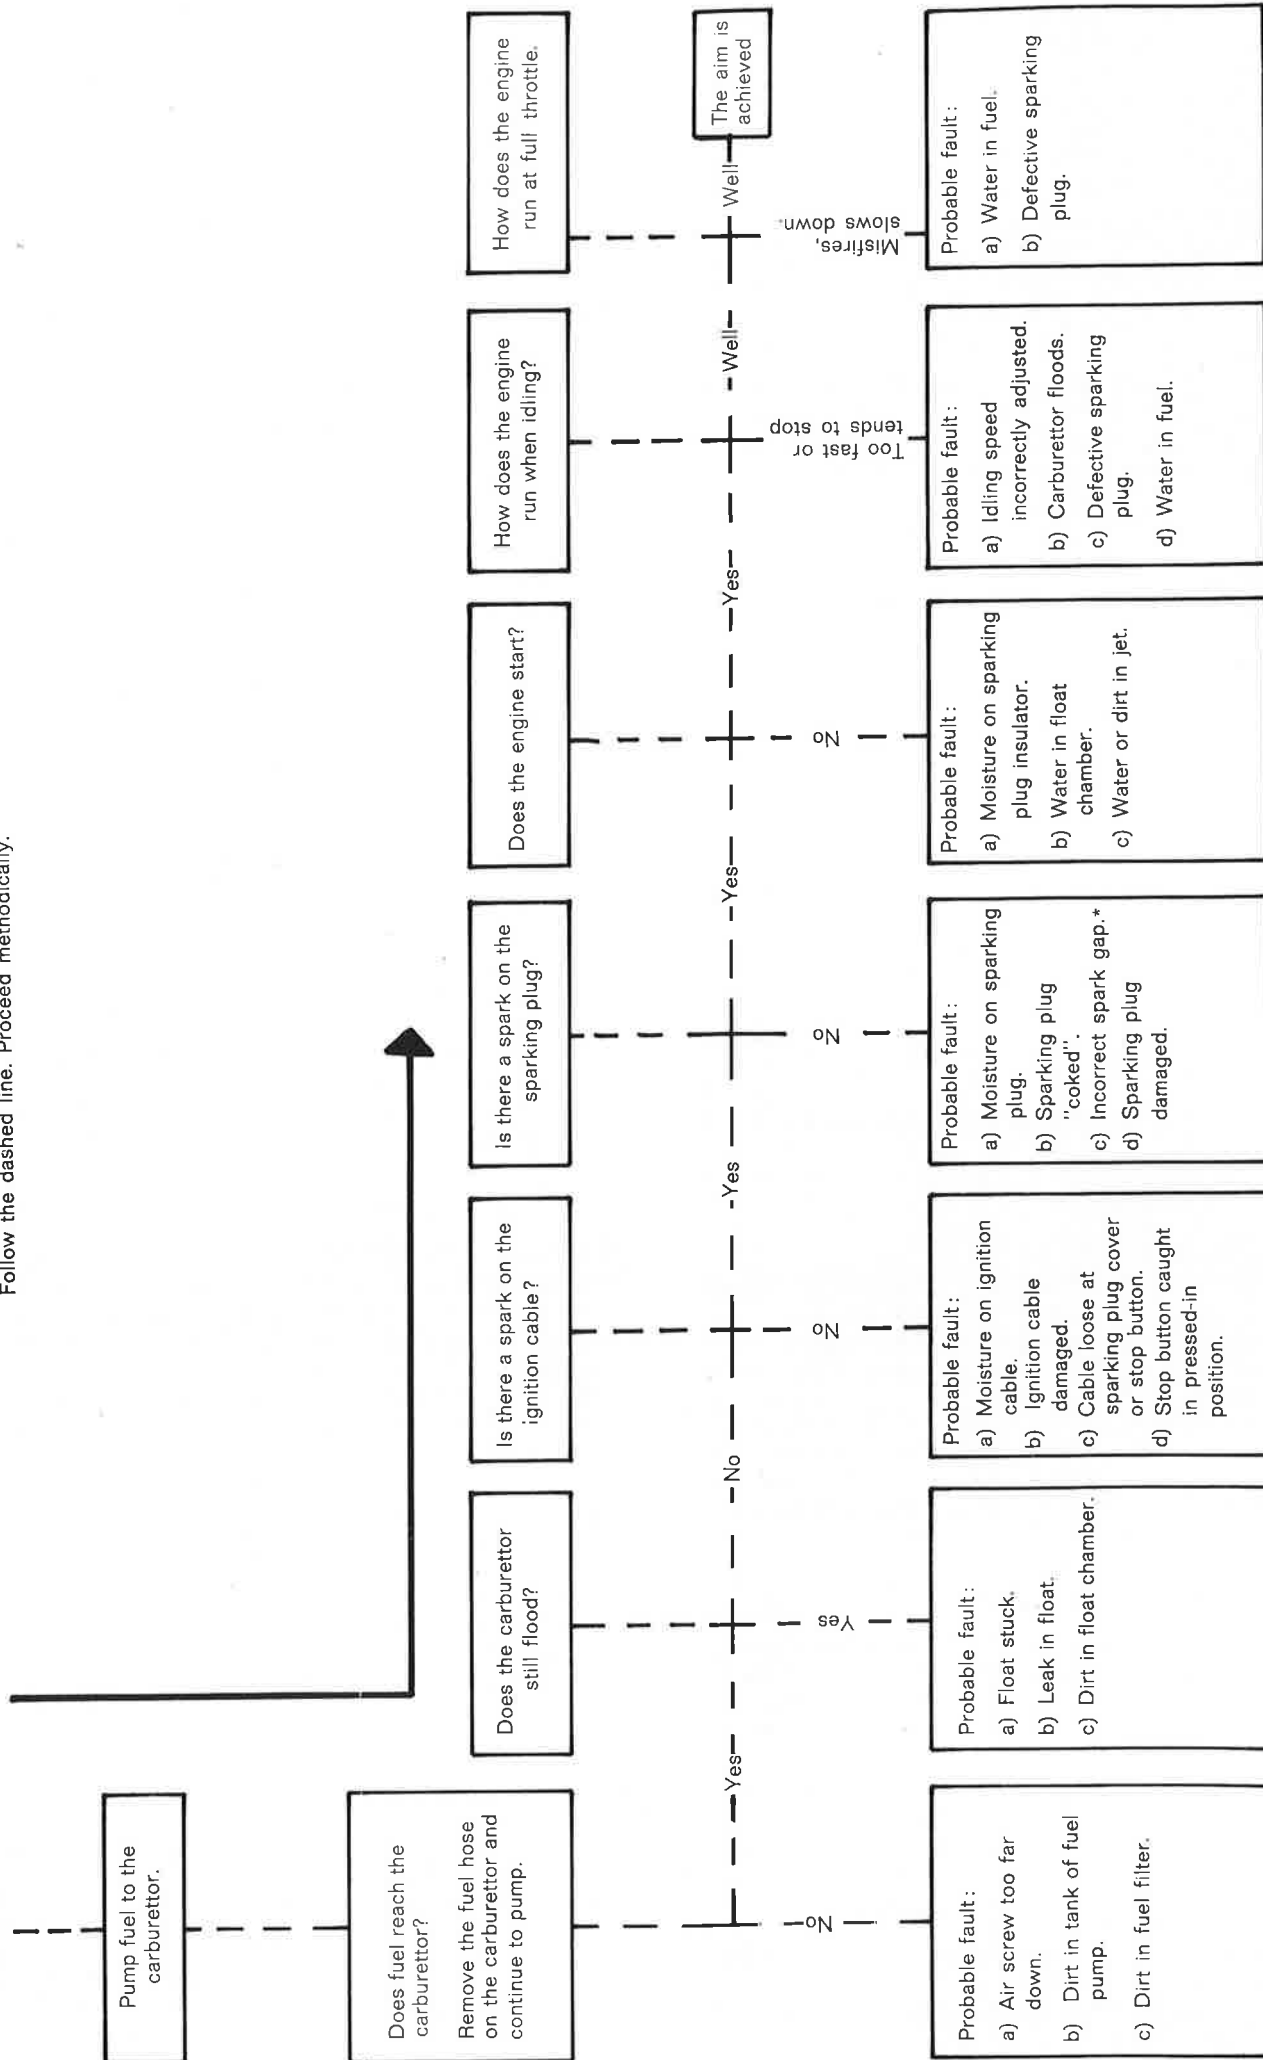 Follow the dashed line. Proceed methodically.
Pump fuel to the
carburettor.
Does fuel reach the
carburettor?
Remove the fuel hose
on the carburettor and
continue to pump.
Does the carburettor
still flood?
Is there a spark on the
ignition cable?
Is there a spark on the
sparking plug?
Does the engine start?
How does the engine
run when idling?
How does the engine
run at full throttle.
Yes
No
Yes
Yes
Yes
Well
Well
The aim is
achieved
No
Yes
No
No
No
Too fast or
tends to stop
Misfires,
slows down.
Probable fault:
a) Air screw too far
down.
b) Dirt in tank of fuel
pump.
c) Dirt in fuel filter.
Probable fault:
a) Float stuck.
b) Leak in float.
c) Dirt in float chamber.
Probable fault:
a) Moisture on ignition
cable.
b) Ignition cable
damaged.
c) Cable loose at
sparking plug cover
or stop button.
d) Stop button caught
in pressed-in
position.
Probable fault:
a) Moisture on sparking
plug.
b) Sparking plug
"coked".
c) Incorrect spark gap.*
d) Sparking plug
damaged.
Probable fault:
a) Moisture on sparking
plug insulator.
b) Water in float
chamber.
c) Water or dirt in jet.
Probable fault:
a) Idling speed
incorrectly adjusted.
b) Carburettor floods.
c) Defective sparking
plug.
d) Water in fuel.
Probable fault:
a) Water in fuel.
b) Defective sparking
plug.